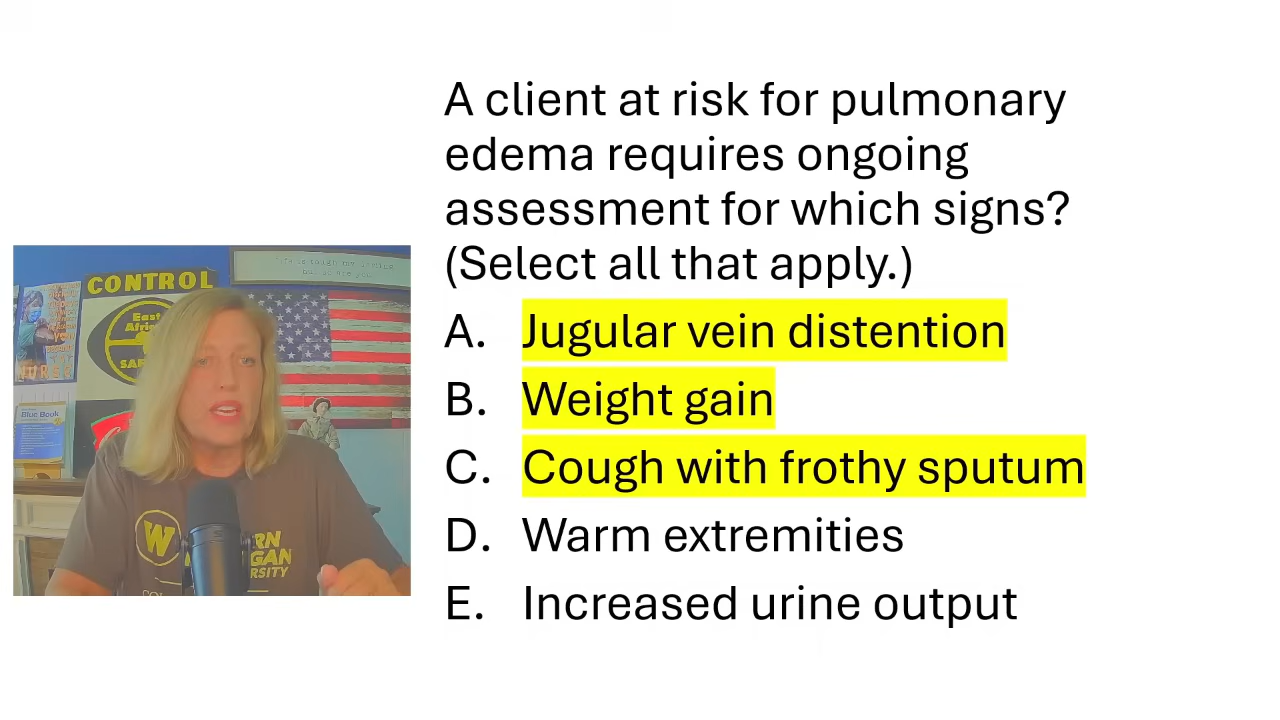 A client at risk for pulmonary
edema requires ongoing
assessment for which signs?
(Select all that apply.)
A. Jugular vein distention
B. Weight gain
C. Cough with frothy sputum
D. Warm extremities
E. Increased urine output
CONTROL
East
Blue Book
W